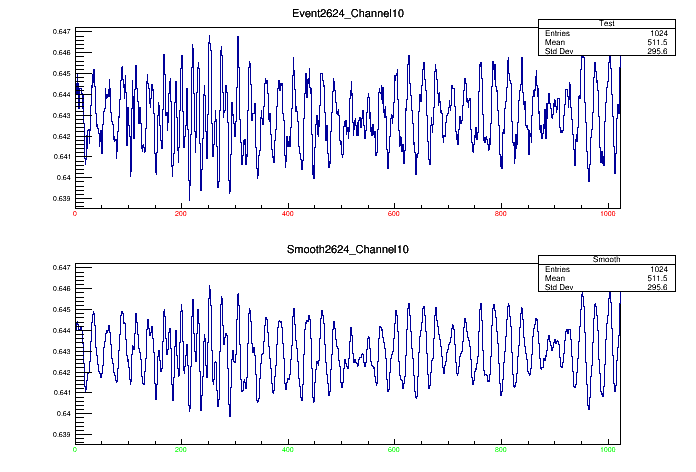 Event2624_Channel10
Test
Entries 1024
Mean 511.5
Std Dev 295.6
0.647
0.646
0.645
0.644
0.643
0.642
0.641
0.64
0.639
0 200 400 600 800 1000
Smooth2624_Channel10
Smooth
Entries 1024
Mean 511.5
Std Dev 295.6
0.647
0.646
0.645
0.644
0.643
0.642
0.641
0.64
0.639
0 200 400 600 800 1000